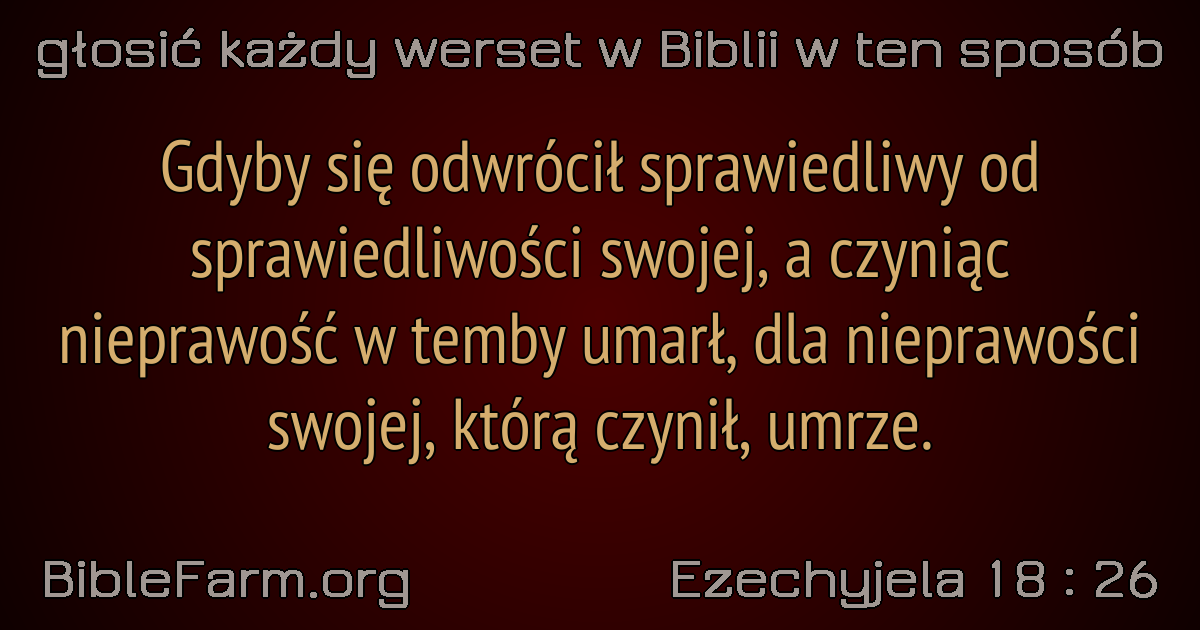 głosić każdy werset w Biblii w ten sposób
Gdyby się odwrócił sprawiedliwy od
sprawiedliwości swojej, a czyniąc
nieprawość w temby umarł, dla nieprawości
swojej, którą czynił, umrze.
BibleFarm.org
Ezechyjela 18 : 26